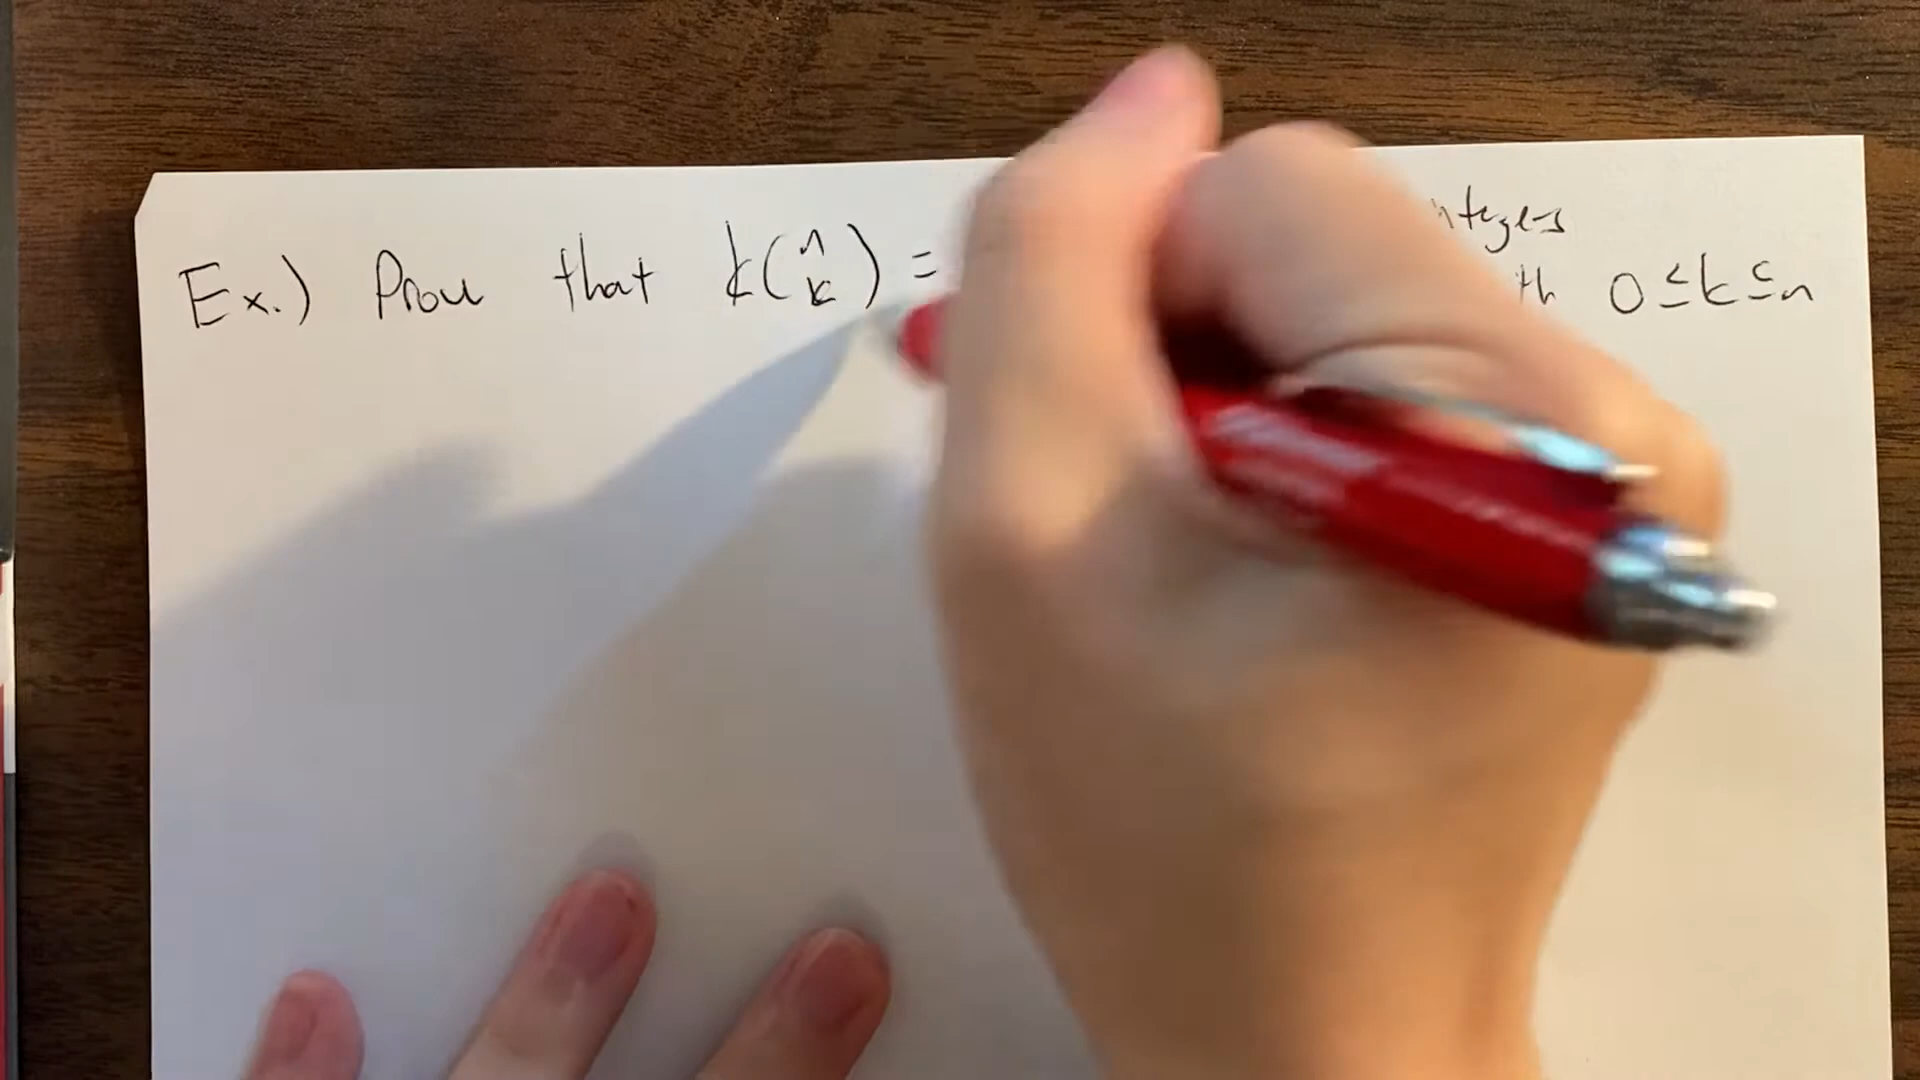 Ex.) Prove that k(n k) = integers
with 0 ≤ k ≤ n